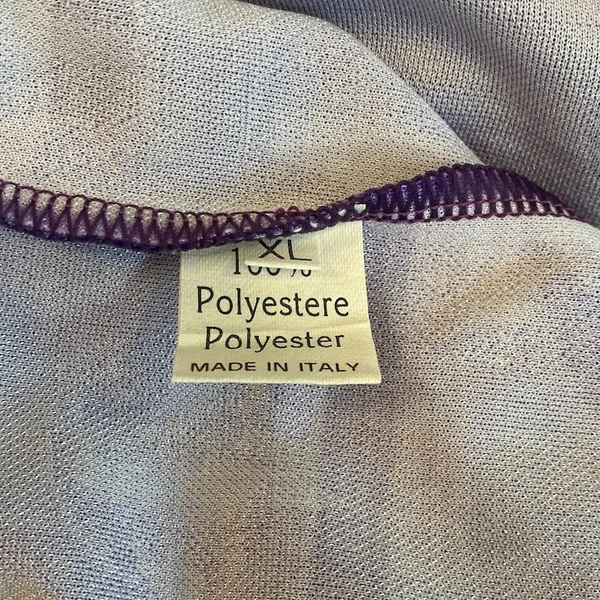 XL
100%
Polyestere
Polyester
MADE IN ITALY